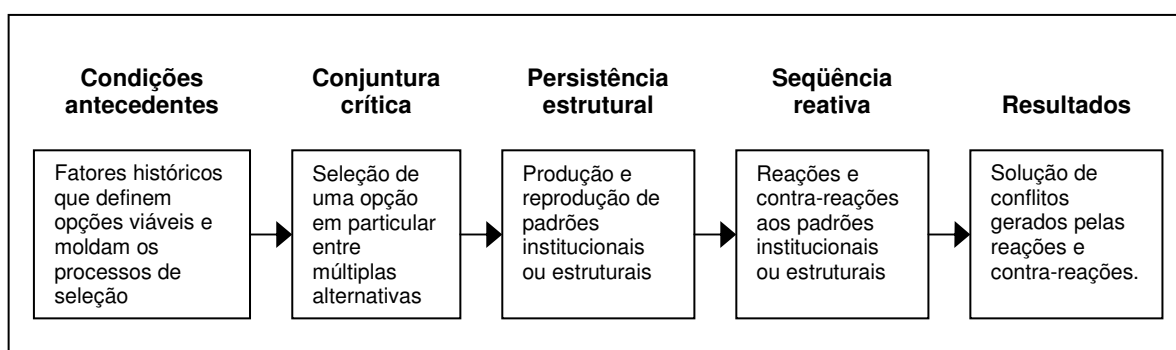 Condições
antecedentes
Conjuntura
crítica
Persistência
estrutural
Seqüência
reativa
Resultados
Fatores históricos
que definem
opções viáveis e
moldam os
processos de
seleção
Seleção de
uma opção
em particular
entre
múltiplas
alternativas
Produção e
reprodução de
padrões
institucionais
ou estruturais
Reações e
contra-reações
aos padrões
institucionais
ou estruturais
Solução de
conflitos
gerados pelas
reações e
contra-reações.